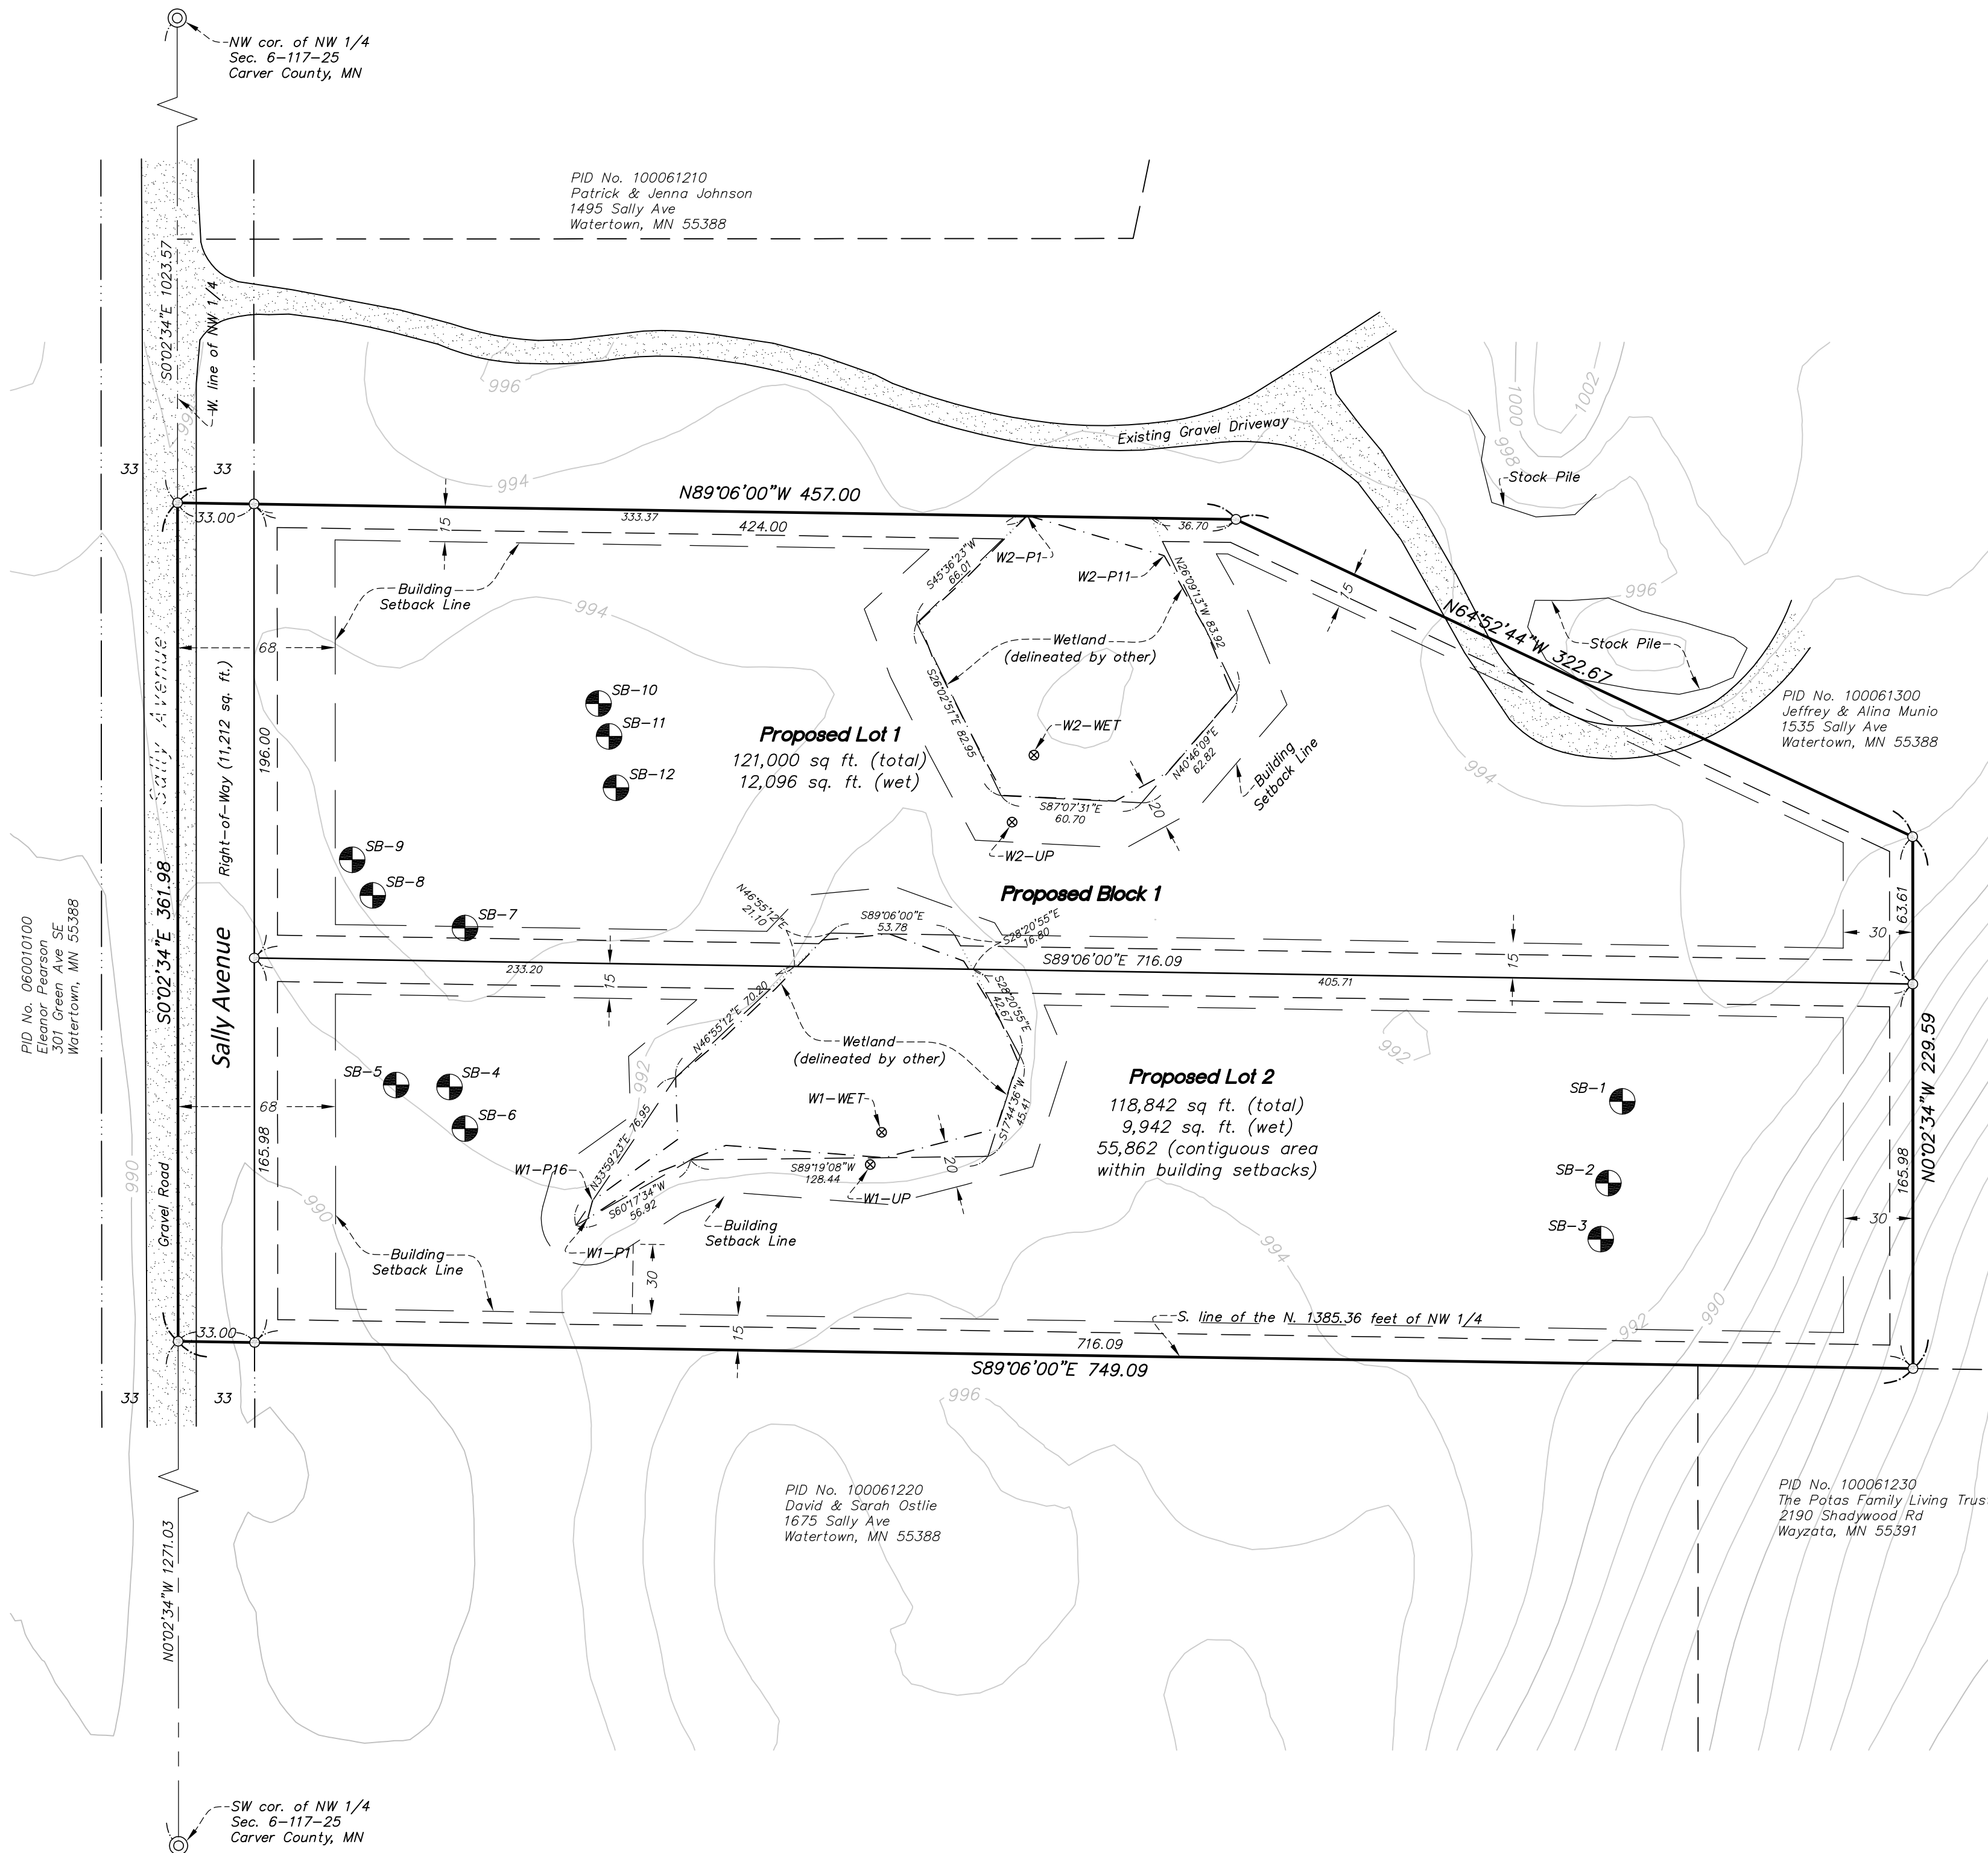 NW cor. of NW 1/4
Sec. 6-117-25
Carver County, MN
PID No. 100061210
Patrick & Jenna Johnson
1495 Sally Ave
Watertown, MN 55388
S0°02'34"E 1023.57
W. line of NW 1/4
996
Existing Gravel Driveway
1000
1002
998
Stock Pile
33
33
994
N89°06'00"W 457.00
33.00
15
333.37
424.00
36.70
W2-P1
W2-P11
S45°36'23"W
66.01
N26°09'13"W 83.92
15
996
N64°52'44"W 322.67
Stock Pile
Building
Setback Line
994
Wetland
(delineated by other)
68
Sally Avenue
Right-of-Way (11,212 sq. ft.)
196.00
SB-10
SB-11
SB-12
S26°02'51"E 82.95
W2-WET
Proposed Lot 1
121,000 sq ft. (total)
12,096 sq. ft. (wet)
N40°46'09"E
62.82
Building
Setback Line
PID No. 100061300
Jeffrey & Alina Munio
1535 Sally Ave
Watertown, MN 55388
994
S87°07'31"E
60.70
20
W2-UP
SB-9
SB-8
SB-7
Proposed Block 1
N46°55'12"E
21.10
S89°06'00"E
53.78
S28°20'55"E
16.80
63.61
30
S0°02'34"E 361.98
PID No. 060010100
Eleanor Pearson
301 Green Ave SE
Watertown, MN 55388
Sally Avenue
233.20
15
S89°06'00"E 716.09
405.71
15
N46°55'12"E 70.20
S28°20'55"E
42.67
Wetland
(delineated by other)
992
992
N0°02'34"W 229.59
SB-5
SB-4
SB-6
68
W1-WET
Proposed Lot 2
118,842 sq ft. (total)
9,942 sq. ft. (wet)
55,862 (contiguous area
within building setbacks)
SB-1
SB-2
SB-3
S17°44'36"W
45.41
165.98
165.98
W1-P16
N33°59'23"E 76.95
S89°19'08"W
128.44
20
W1-UP
S60°17'34"W
56.92
990
990
Gravel Road
Building
Setback Line
W1-P1
Building
Setback Line
30
30
994
992
990
33.00
15
S. line of the N. 1385.36 feet of NW 1/4
716.09
S89°06'00"E 749.09
33
33
996
PID No. 100061220
David & Sarah Ostlie
1675 Sally Ave
Watertown, MN 55388
PID No. 100061230
The Potas Family Living Trus
2190 Shadywood Rd
Wayzata, MN 55391
N0°02'34"W 1271.03
SW cor. of NW 1/4
Sec. 6-117-25
Carver County, MN